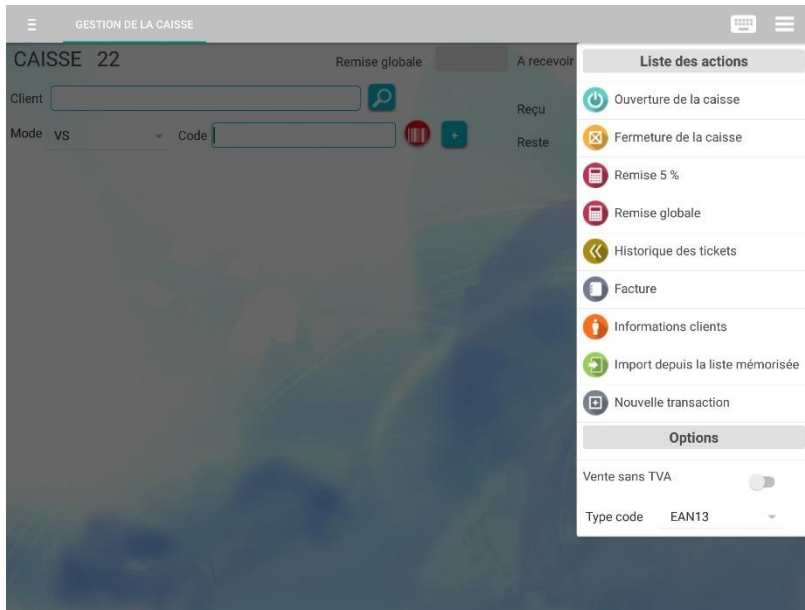 GESTION DE LA CAISSE
CAISSE 22
Remise globale
A recevoir
Client
Reçu
Mode VS
Code
Reste
Liste des actions
Ouverture de la caisse
Fermeture de la caisse
Remise 5 %
Remise globale
Historique des tickets
Facture
Informations clients
Import depuis la liste mémorisée
Nouvelle transaction
Options
Vente sans TVA
Type code EAN13